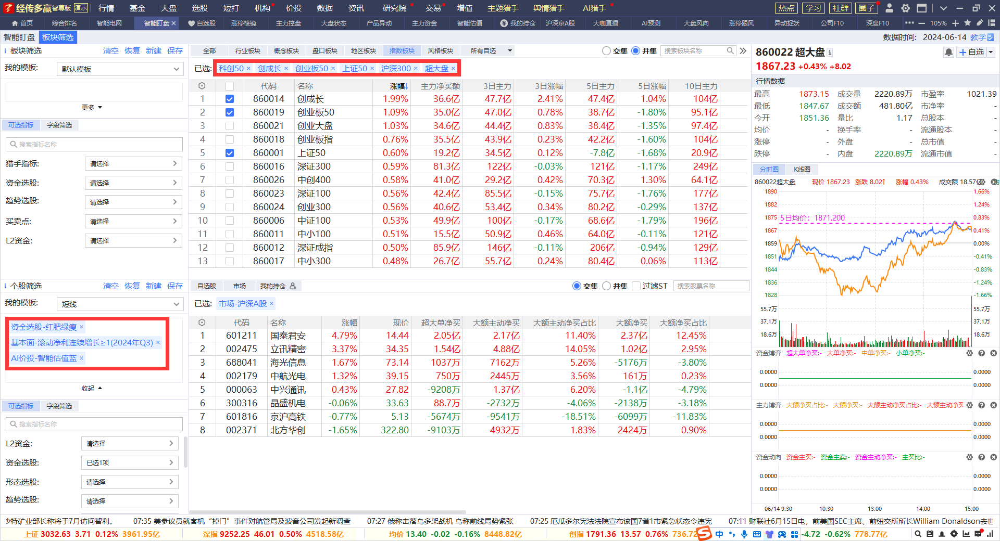 经传多赢 智尊版 演示 行情 基金 大盘 选股 短打 机构 价投 数据 资讯 研究院 交易 增值 主题猎手 舆情猎手 AI猎手 热点 学习 社群 圈子
首页 综合排名 智能电网 智能盯盘 自选股 涨停棱镜 主力控盘 大盘状态 产品异动 主力资金 智能估值 我的持仓 沪深京A股 大咖直播 AI预测 大盘风向 涨停跟风 异动捉妖 公司F10 深度F10 ••• — 105% +
智能盯盘 板块筛选 数据时间: 2024-06-14 教学
板块筛选 清空 恢复 新建 保存
我的模板: 默认模板
更多
可选指标 字段筛选
搜索指标名称
猎手指标: 请选择
资金选股: 请选择
趋势选股: 请选择
买卖点: 请选择
L2资金: 请选择
全部 行业板块 概念板块 盘口板块 地区板块 指数板块 风格板块 所有自选 交集 并集 搜索板块名称
已选: 科创50 × 创成长 × 创业板50 × 上证50 × 沪深300 × 超大盘 ×
代码 名称 涨幅↓ 主力净买额 3日主力 3日涨幅 5日主力 5日涨幅 10日主力
1 860014 创成长 1.99% 36.6亿 47.7亿 2.41% 47.4亿 1.04% 104亿
2 860019 创业板50 1.09% 35.0亿 47.0亿 0.78% 38.7亿 -1.80% 95.1亿
3 860021 创业大盘 1.03% 34.6亿 44.4亿 0.83% 38.4亿 -1.35% 97.4亿
4 860018 创业板指 0.76% 35.5亿 43.9亿 0.23% 42.2亿 -1.60% 104亿
5 860001 上证50 0.60% 19.2亿 34.5亿 0.12% -7.8亿 -1.68% 20.9亿
6 860016 深证300 0.59% 81.3亿 122亿 -0.03% 121亿 -1.17% 249亿
7 860026 中创400 0.58% 41.0亿 29.2亿 0.42% 70.3亿 1.30% 64.1亿
8 860023 深证100 0.56% 42.4亿 85.5亿 -0.15% 75.7亿 -1.76% 177亿
9 860024 创业300 0.56% 40.6亿 53.4亿 0.34% 80.2亿 -0.29% 137亿
10 860006 中证100 0.53% 49.9亿 100亿 -0.17% 68.6亿 -1.79% 196亿
11 860011 中小100 0.51% 15.5亿 50.9亿 0.46% 64.0亿 -0.11% 121亿
12 860012 深证成指 0.50% 85.9亿 146亿 -0.11% 206亿 -0.94% 129亿
13 860017 中小300 0.48% 26.7亿 55.7亿 0.24% 80.4亿 0.06% 113亿
个股筛选 清空 恢复 新建 保存
我的模板: 短线
资金选股-红肥绿瘦 ×
基本面-滚动净利连续增长≥1(2024年Q3) ×
AI价投-智能估值蓝 ×
收起
可选指标 字段筛选
搜索指标名称
L2资金: 请选择
资金选股: 已选1项
形态选股: 请选择
趋势选股: 请选择
自选股 市场 我的持仓 交集 并集 过滤ST 搜索股票名称
已选: 市场-沪深A股 ×
代码 名称 涨幅 现价 超大单净买 大额主动净买 大额主动净买占比 大额净买 大额净买占比
1 601211 国泰君安 4.79% 14.44 2.05亿 2.17亿 11.40% 2.37亿 12.45%
2 002475 立讯精密 3.37% 34.35 1.54亿 4.88亿 14.05% 1.02亿 2.95%
3 688041 海光信息 1.67% 73.14 1037万 7162万 5.26% -5176万 -3.80%
4 002179 中航光电 1.32% 39.15 750万 2445万 3.56% 161万 0.23%
5 000063 中兴通讯 0.43% 27.82 -9208万 1.37亿 6.20% -1.1亿 -4.79%
6 300316 晶盛机电 -0.06% 33.63 88.7万 -2732万 -4.06% -2138万 -3.18%
7 601816 京沪高铁 -0.77% 5.13 -5674万 -9541万 -18.51% -6099万 -11.83%
8 002371 北方华创 -1.65% 322.80 -9103万 4932万 1.83% 2424万 0.90%
860022 超大盘 + 自选
1867.23 +0.43% +8.02
行情数据
最高 1873.15 成交量 2220.89万 市盈率 1021.39
最低 1847.67 成交额 481.80亿 市净率 -
今开 1851.36 量比 1.17 总股本 -
均价 - 换手率 - 流通股本 -
涨停 - 外盘 - 总市值 -
跌停 - 内盘 2220.89万 流通市值 -
分时图 K线图
860022超大盘 现价 1867.23 涨跌 8.02↑ 涨幅 0.43% 成交额 18.57亿
1890 1.66%
1882 1.24%
1875 5日均价: 1871.200 0.83%
1867 0.41%
1859 0.00%
1851 -0.41%
1844 -0.83%
1836 -1.24%
1828 -1.66%
55.7万 55.7万
37.1万 37.1万
18.6万 18.6万
资金博弈 超大单净买:- 大单净买:- 中单净买:- 小单净买:-
0.0000 0.0000
0.0000 0.0000
主力博弈 大额净买占比:- 大额净买:- 大额主动净买占比:- 大额主动净买
0.0000 0.0000
0.0000 0.0000
资金动向 资金主买:- 资金主卖:- 资金主动净买:- 主买比:-
0.0000 0.0000
0.0000 0.0000
06/14 9:30 10:30 13:00 14:00 15:00
沙特矿业部长称将于7月访问智利。 07:35 美参议员就客机“掉门”事件对航管局及波音公司发起新调查 07:27 俄称击落乌多架战机 乌称前线局势紧张 07:25 厄瓜多尔宪法法院宣布该国7省1市紧急状态令违宪 07:11 财联社6月15日电，前美国SEC主席、前纽交所所长William Donaldson去世
上证 3032.63 3.71 0.12% 3961.95亿 深指 9252.25 46.01 0.50% 4518.58亿 均价 13.40 -0.02 -0.16% 8448.82亿 创指 1791.36 13.57 0.76% 736.72 中 -4.72 -0.62% 778.77亿